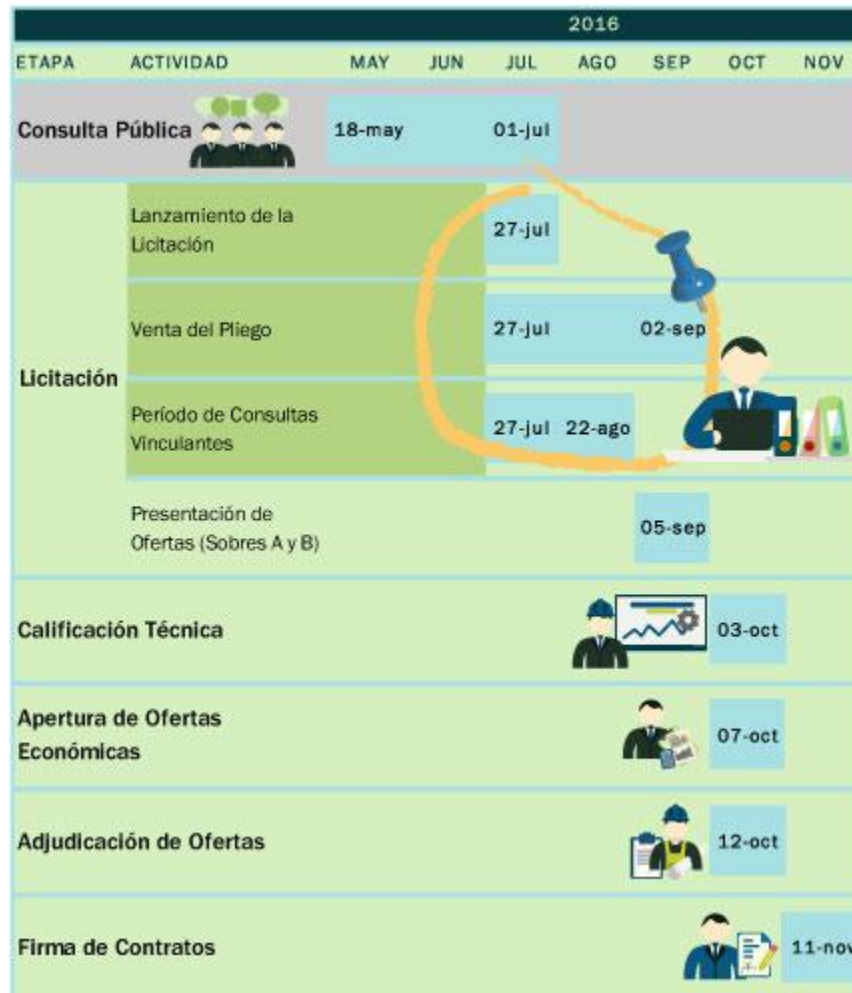 2016
ETAPA ACTIVIDAD MAY JUN JUL AGO SEP OCT NOV
Consulta Pública 18-may 01-jul
Lanzamiento de la
Licitación 27-jul
Venta del Pliego 27-jul 02-sep
Licitación
Período de Consultas
Vinculantes 27-jul 22-ago
Presentación de
Ofertas (Sobres A y B) 05-sep
Calificación Técnica 03-oct
Apertura de Ofertas
Económicas 07-oct
Adjudicación de Ofertas 12-oct
Firma de Contratos 11-nov